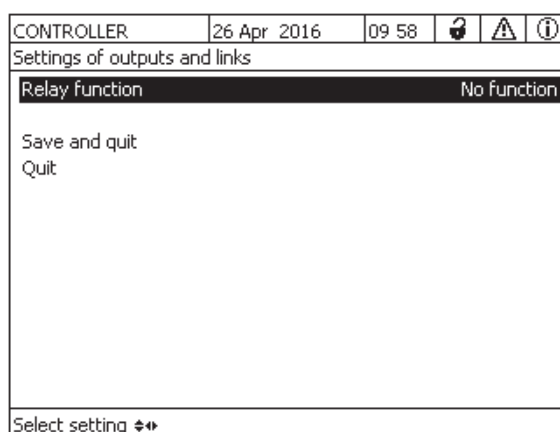 CONTROLLER 26 Apr 2016 09 58
Settings of outputs and links
Relay function No function
Save and quit
Quit
Select setting